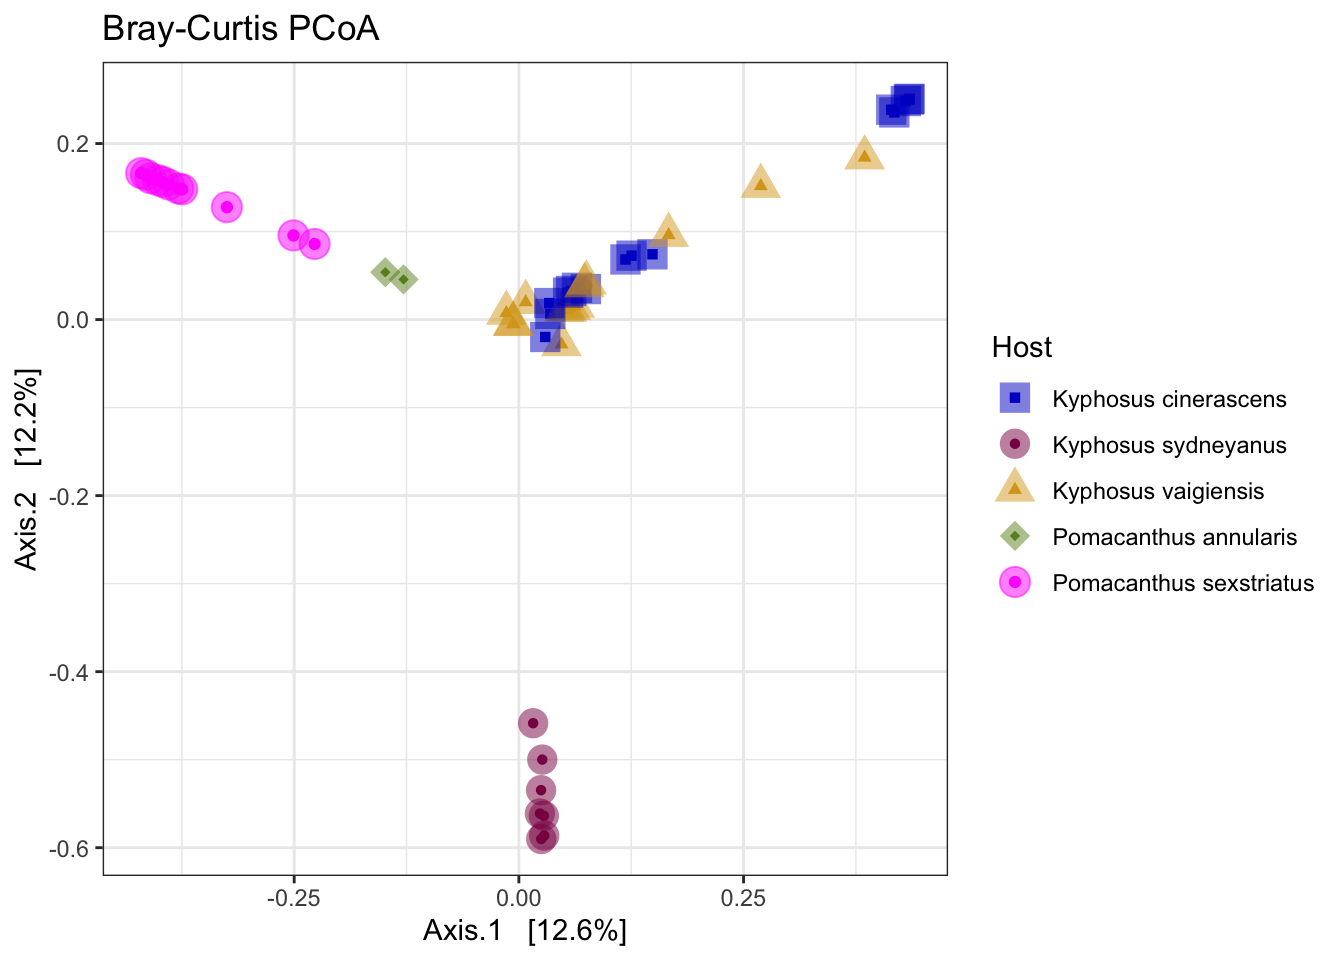 Bray-Curtis PCoA
0.2
0.0
-0.2
-0.4
-0.6
Axis.2 [12.2%]
-0.25
0.00
0.25
Axis.1 [12.6%]
Host
Kyphosus cinerascens
Kyphosus sydneyanus
Kyphosus vaigiensis
Pomacanthus annularis
Pomacanthus sexstriatus